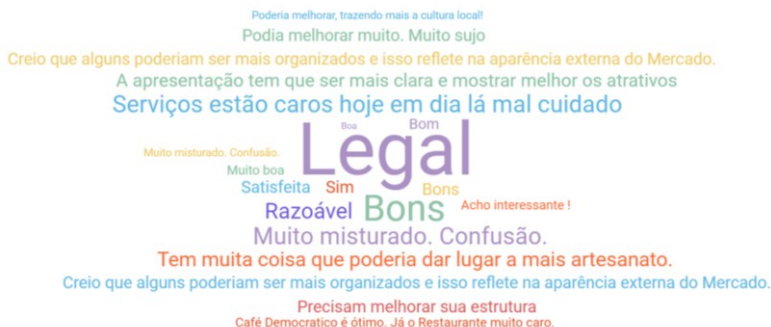 Poderia melhorar, trazendo mais a cultura local!
Podia melhorar muito. Muito sujo
Creio que alguns poderiam ser mais organizados e isso reflete na aparência externa do Mercado.
A apresentação tem que ser mais clara e mostrar melhor os atrativos
Serviços estão caros hoje em dia lá mal cuidado
Boa
Bom
Legal
Muito misturado. Confusão.
Muito boa
Satisfeita
Sim
Bons
Razoável
Bons
Acho interessante !
Muito misturado. Confusão.
Tem muita coisa que poderia dar lugar a mais artesanato.
Creio que alguns poderiam ser mais organizados e isso reflete na aparência externa do Mercado.
Precisam melhorar sua estrutura
Café Democratico é ótimo. Já o Restaurante muito caro.